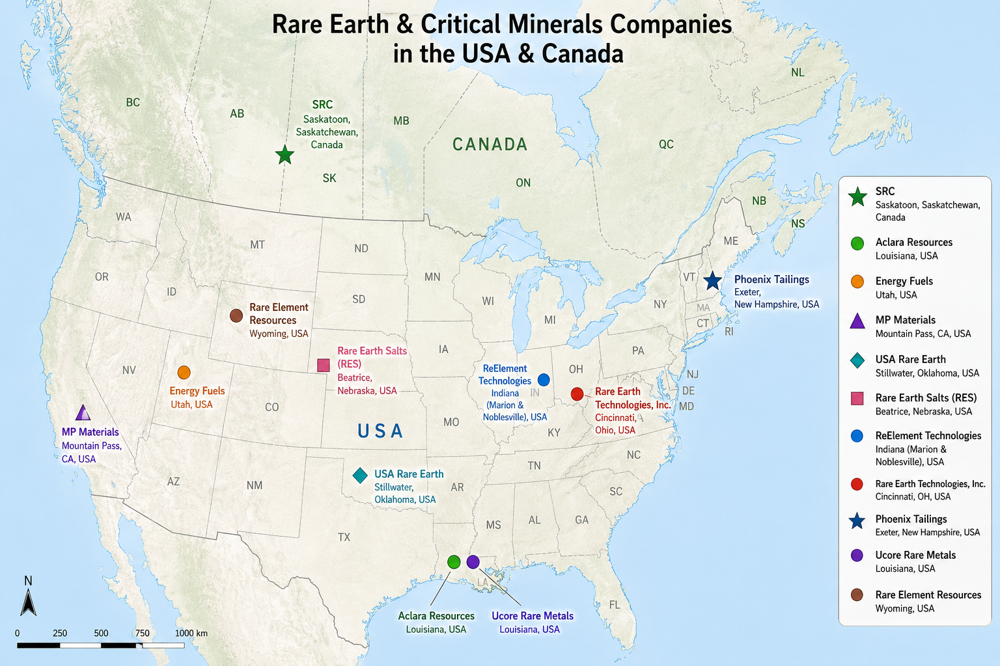 Rare Earth & Critical Minerals Companies
in the USA & Canada
NL
BC
AB
SRC
Saskatoon,
Saskatchewan,
Canada
MB
CANADA
QC
SK
ON
NB
NS
WA
MT
ND
ME
OR
ID
MN
VT
SD
WI
NY
MA
MI
CT
RI
Phoenix Tailings
Exeter,
New Hampshire, USA
Rare Element
Resources
Wyoming, USA
Rare Earth Salts
(RES)
Beatrice,
Nebraska, USA
IA
PA
NV
OH
NJ
DE
MD
ReElement
Technologies
Indiana
IN
(Marion &
Noblesville), USA
Energy Fuels
Utah, USA
Rare Earth
Technologies, Inc.
Cincinnati,
Ohio, USA
A
CO
MO
KY
USA
MP Materials
Mountain Pass,
CA, USA
NC
TN
AZ
NM
USA Rare Earth
Stillwater,
Oklahoma, USA
AR
SC
TX
MS
AL
GA
LA
FL
Aclara Resources
Louisiana, USA
Ucore Rare Metals
Louisiana, USA
N
0 250 500 750 1000 km
SRC
Saskatoon, Saskatchewan,
Canada
Aclara Resources
Louisiana, USA
Energy Fuels
Utah, USA
MP Materials
Mountain Pass, CA, USA
USA Rare Earth
Stillwater, Oklahoma, USA
Rare Earth Salts (RES)
Beatrice, Nebraska, USA
ReElement Technologies
Indiana (Marion &
Noblesville), USA
Rare Earth Technologies, Inc.
Cincinnati, OH, USA
Phoenix Tailings
Exeter, New Hampshire, USA
Ucore Rare Metals
Louisiana, USA
Rare Element Resources
Wyoming, USA